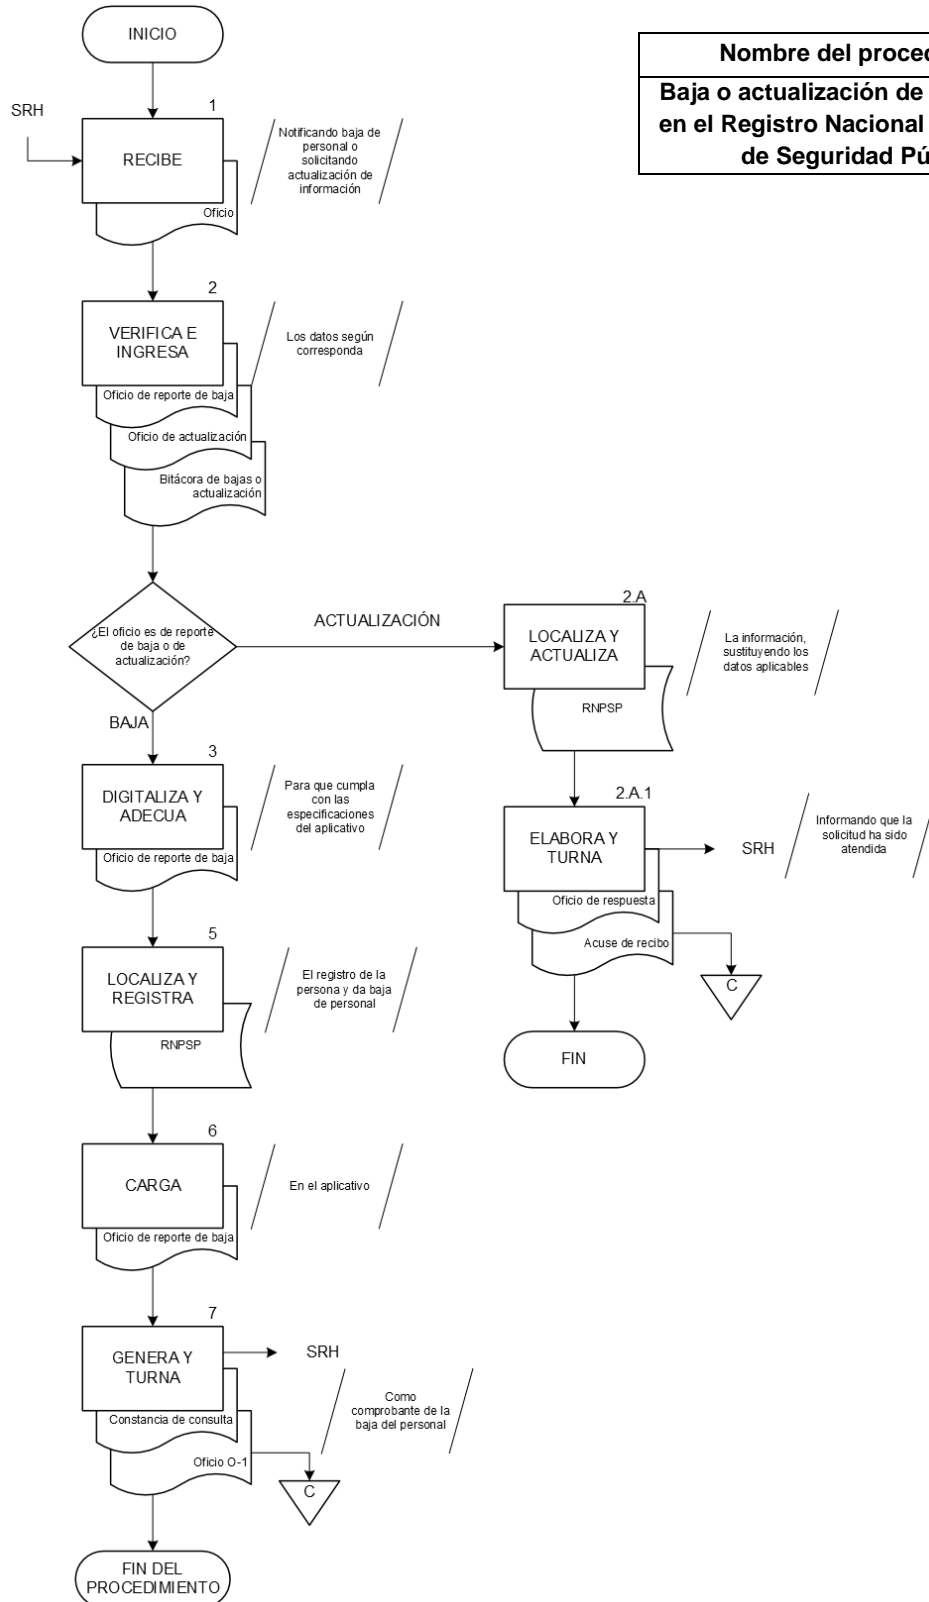 INICIO
Nombre del proced
Baja o actualización de
en el Registro Nacional
de Seguridad Pú
SRH
1
RECIBE
Oficio
Notificando baja de
personal o
solicitando
actualización de
información
2
VERIFICA E
INGRESA
Oficio de reporte de baja
Oficio de actualización
Bitácora de bajas o
actualización
Los datos según
corresponda
¿El oficio es de reporte
de baja o de
actualización?
ACTUALIZACIÓN
BAJA
2.A
LOCALIZA Y
ACTUALIZA
RNPSP
La información,
sustituyendo los
datos aplicables
2.A.1
ELABORA Y
TURNA
Oficio de respuesta
Acuse de recibo
SRH
Informando que la
solicitud ha sido
atendida
C
FIN
3
DIGITALIZA Y
ADECUA
Oficio de reporte de baja
Para que cumpla
con las
especificaciones
del aplicativo
5
LOCALIZA Y
REGISTRA
RNPSP
El registro de la
persona y da baja
de personal
6
CARGA
Oficio de reporte de baja
En el aplicativo
7
GENERA Y
TURNA
Constancia de consulta
Oficio O-1
SRH
Como
comprobante de la
baja del personal
C
FIN DEL
PROCEDIMIENTO